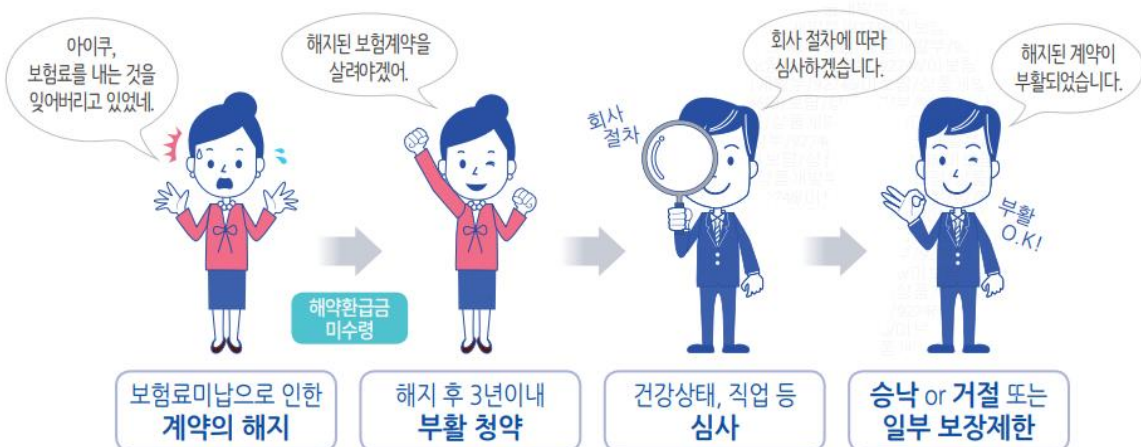 아이쿠,
보험료를 내는 것을
잊어버리고 있었네.
해지된 보험계약을
살려야겠어.
회사 절차에 따라
심사하겠습니다.
해지된 계약이
부활되었습니다.
회사
절차
부활
O.K!
해약환급금
미수령
보험료미납으로 인한
계약의 해지
해지 후 3년이내
부활 청약
건강상태, 직업 등
심사
승낙 or 거절 또는
일부 보장제한